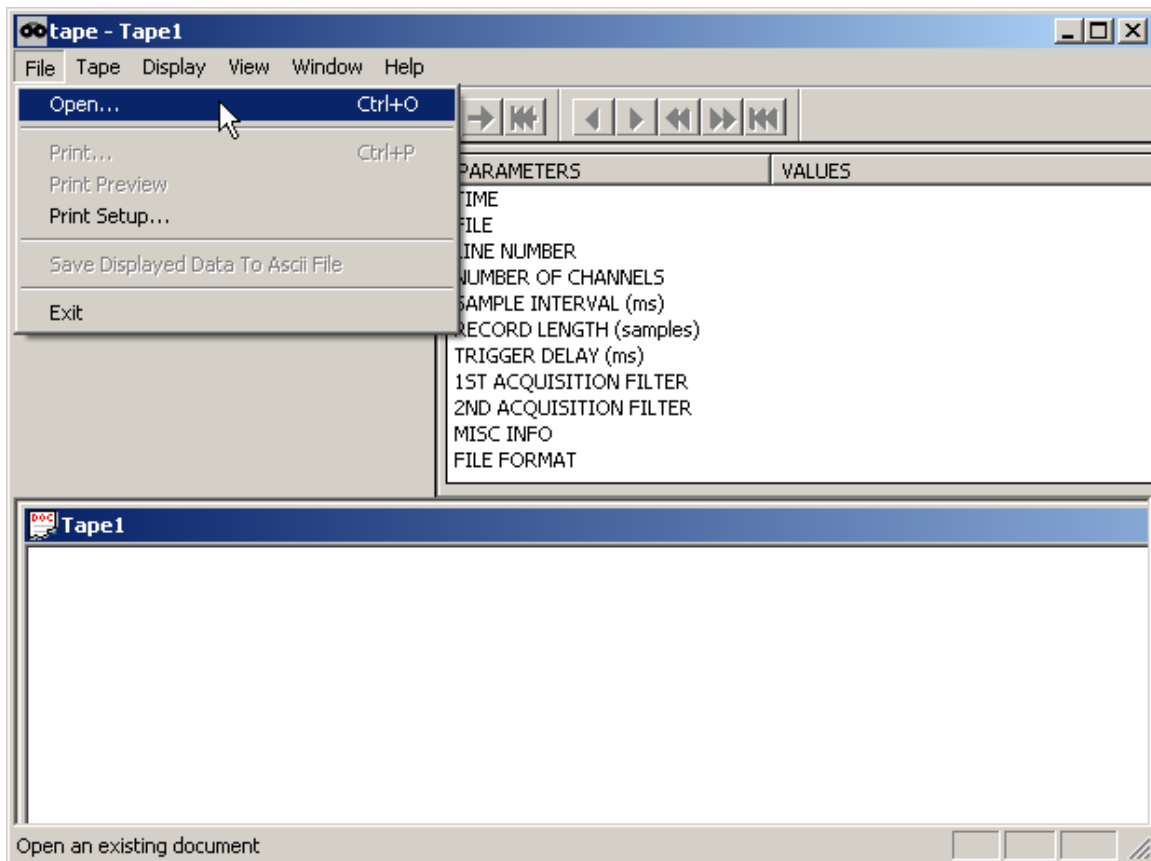 tape - Tape1
File Tape Display View Window Help
Open... Ctrl+O
Print... Ctrl+P
Print Preview
Print Setup...
Save Displayed Data To Ascii File
Exit
PARAMETERS VALUES
TIME
FILE
LINE NUMBER
NUMBER OF CHANNELS
SAMPLE INTERVAL (ms)
RECORD LENGTH (samples)
TRIGGER DELAY (ms)
1ST ACQUISITION FILTER
2ND ACQUISITION FILTER
MISC INFO
FILE FORMAT
DOC
Tape1
Open an existing document